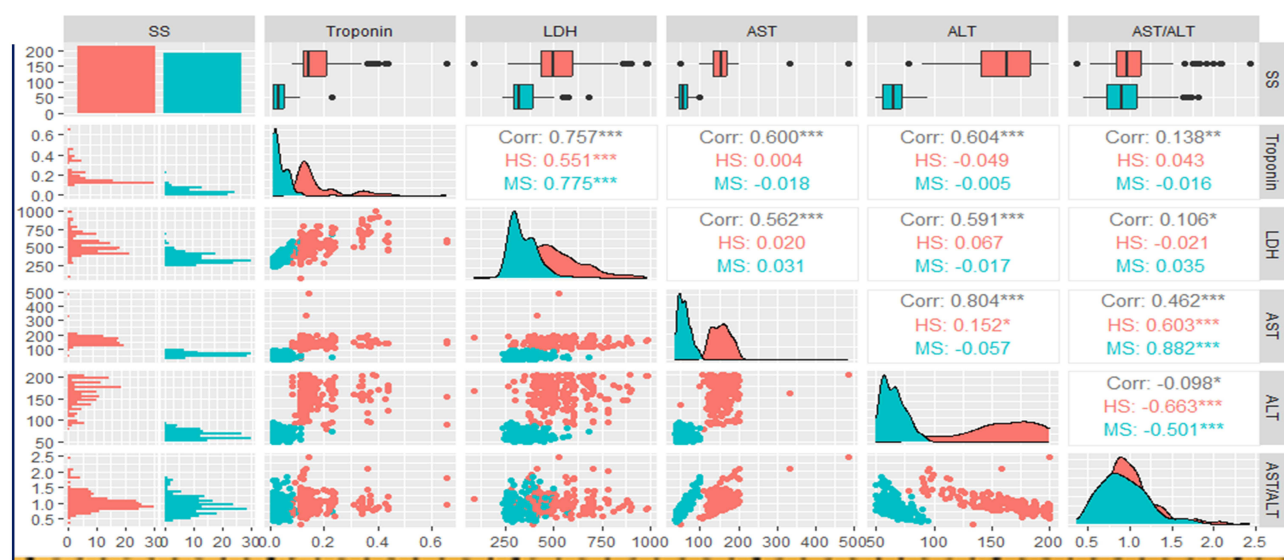 SS Troponin LDH AST ALT AST/ALT
200
150
100
50
0
SS
0.6
0.4
0.2
0.0
Corr: 0.757***
HS: 0.551***
MS: 0.775***
Corr: 0.600***
HS: 0.004
MS: -0.018
Corr: 0.604***
HS: -0.049
MS: -0.005
Corr: 0.138**
HS: 0.043
MS: -0.016
Troponin
1000
750
500
250
Corr: 0.562***
HS: 0.020
MS: 0.031
Corr: 0.591***
HS: 0.067
MS: -0.017
Corr: 0.106*
HS: -0.021
MS: 0.035
LDH
500
400
300
200
100
Corr: 0.804***
HS: 0.152*
MS: -0.057
Corr: 0.462***
HS: 0.603***
MS: 0.882***
AST
200
150
100
50
Corr: -0.098*
HS: -0.663***
MS: -0.501***
ALT
2.5
2.0
1.5
1.0
0.5
AST/ALT
0 10 20 30 0 10 20 30 0.0 0.2 0.4 0.6 250 500 750 1000 100 200 300 400 500 50 100 150 200 0.5 1.0 1.5 2.0 2.5